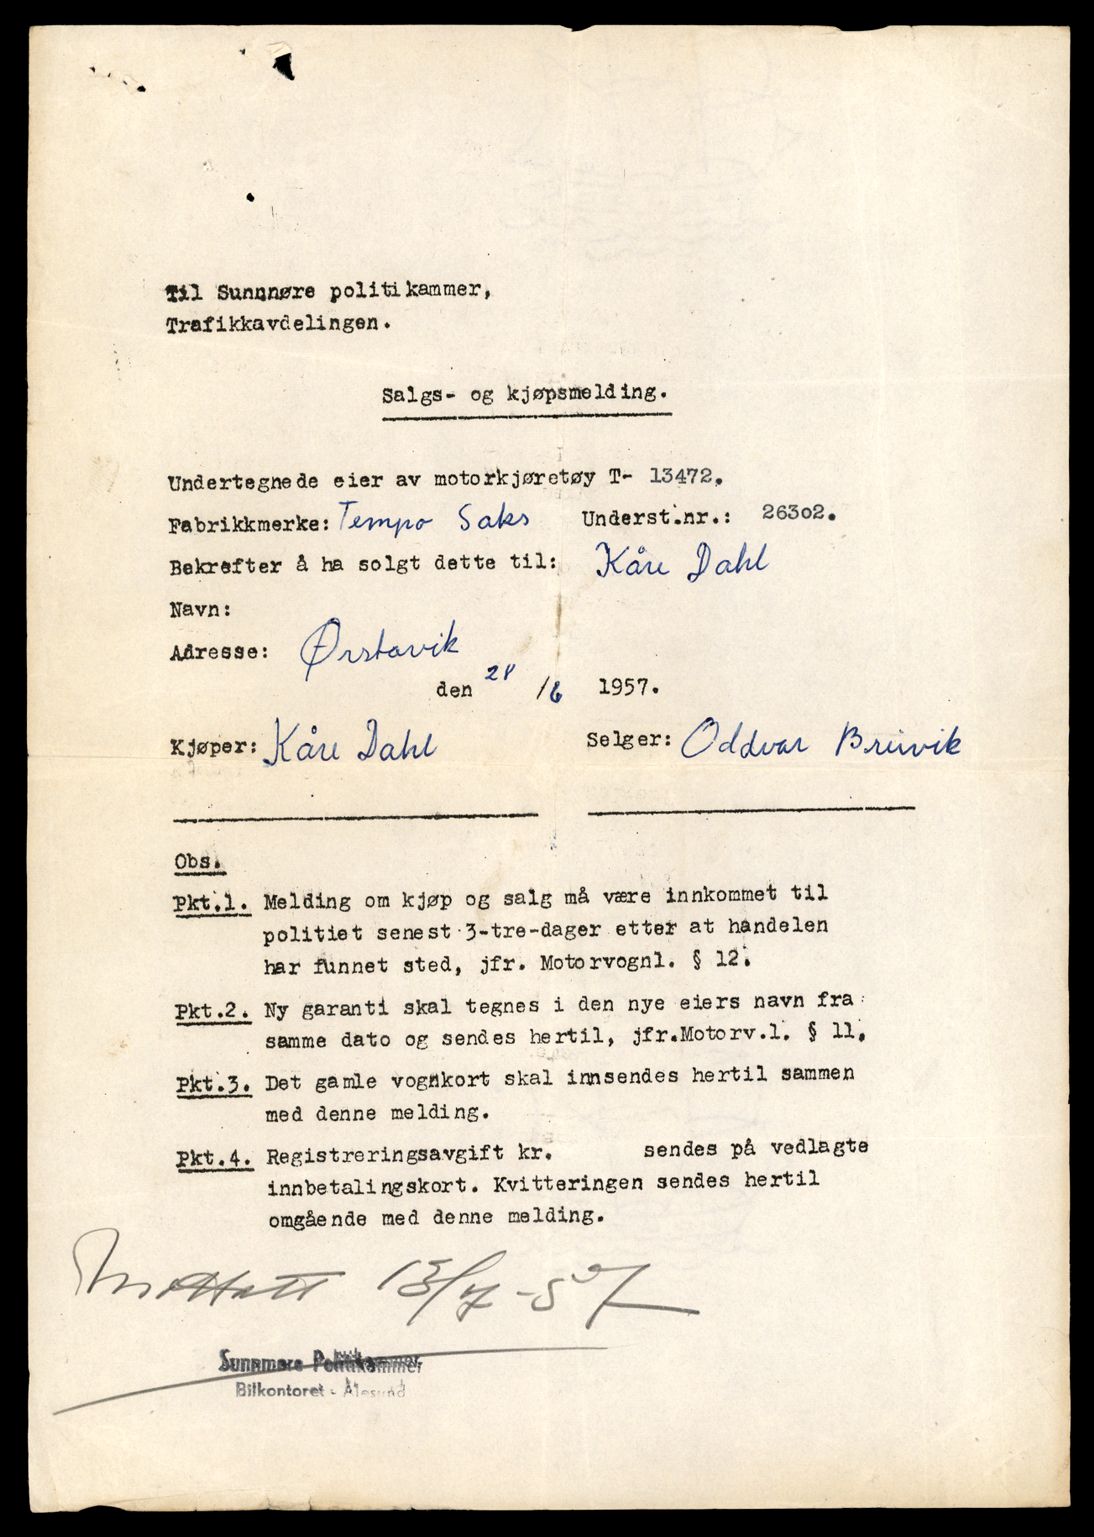 Til Sunnnøre politikammer,
Trafikkavdelingen.
Salgs- og kjøpsmelding.
Undertegnede eier av motorkjøretøy T- 13472.
Fabrikkmerke: Tempo Saks Underst.nr.: 26302.
Bekrefter å ha solgt dette til: Kåre Dahl
Navn:
Adresse: Ørstavik
den 28 /6 1957.
Kjøper: Kåre Dahl Selger: Oddvar Breivik
Obs.
Pkt.1. Melding om kjøp og salg må være innkommet til
politiet senest 3-tre-dager etter at handelen
har funnet sted, jfr. Motorvognl. § 12.
Pkt.2. Ny garanti skal tegnes i den nye eiers navn fra
samme dato og sendes hertil, jfr.Motorv.l. § 11.
Pkt.3. Det gamle vognkort skal innsendes hertil sammen
med denne melding.
Pkt.4. Registreringsavgift kr. sendes på vedlagte
innbetalingskort. Kvitteringen sendes hertil
omgående med denne melding.
Mottatt 13/7 -57
Sunnmøre Politikammer
Bilkontoret - Ålesund